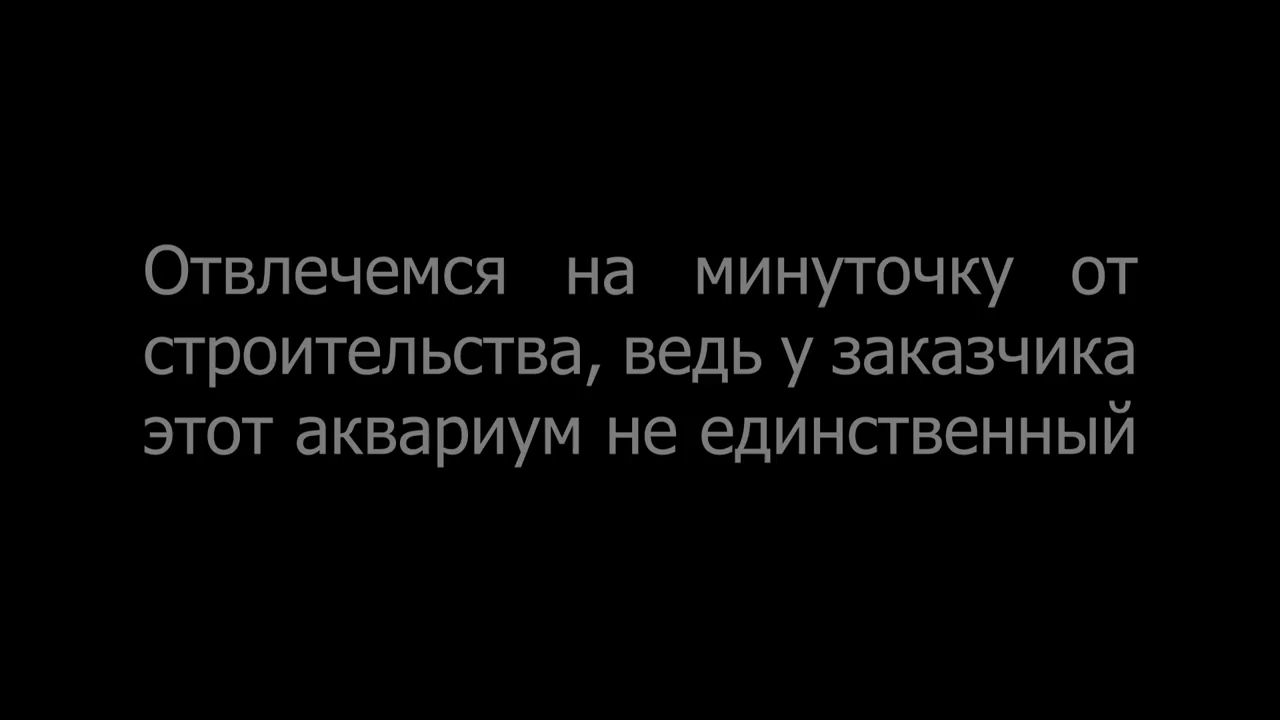 Отвлечемся на минуточку от
строительства, ведь у заказчика
этот аквариум не единственный